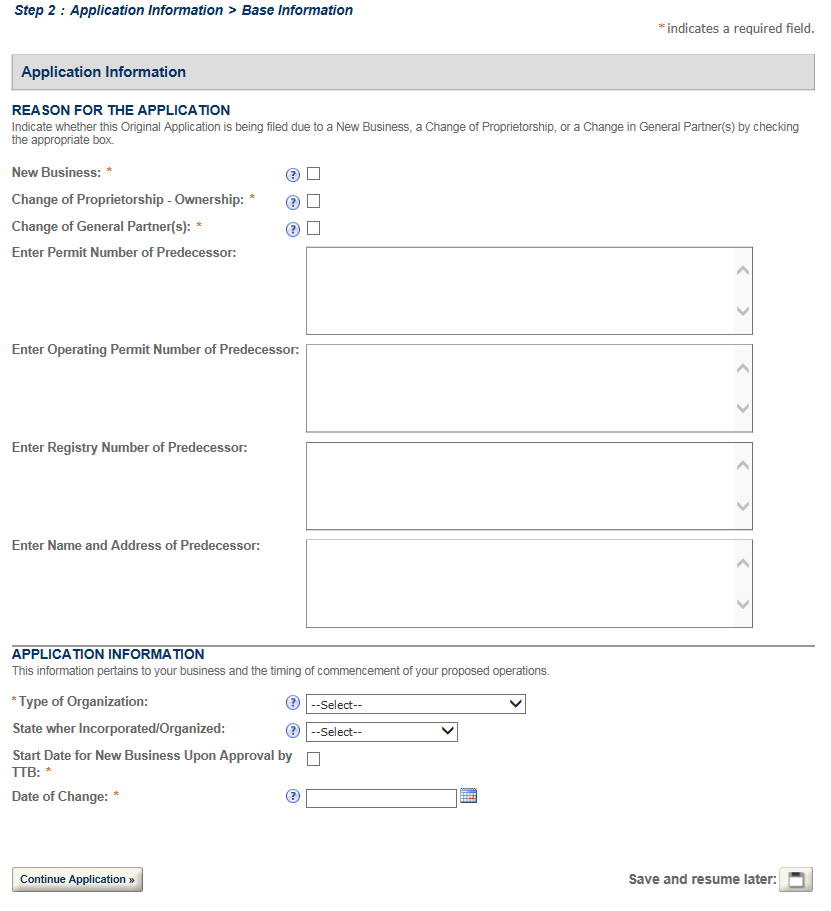 Step 2 : Application Information > Base Information
* indicates a required field.
Application Information
REASON FOR THE APPLICATION
Indicate whether this Original Application is being filed due to a New Business, a Change of Proprietorship, or a Change in General Partner(s) by checking
the appropriate box.
New Business: *
Change of Proprietorship - Ownership: *
Change of General Partner(s): *
Enter Permit Number of Predecessor:
Enter Operating Permit Number of Predecessor:
Enter Registry Number of Predecessor:
Enter Name and Address of Predecessor:
APPLICATION INFORMATION
This information pertains to your business and the timing of commencement of your proposed operations.
* Type of Organization: --Select--
State wher Incorporated/Organized: --Select--
Start Date for New Business Upon Approval by
TTB: *
Date of Change: *
Continue Application » Save and resume later: